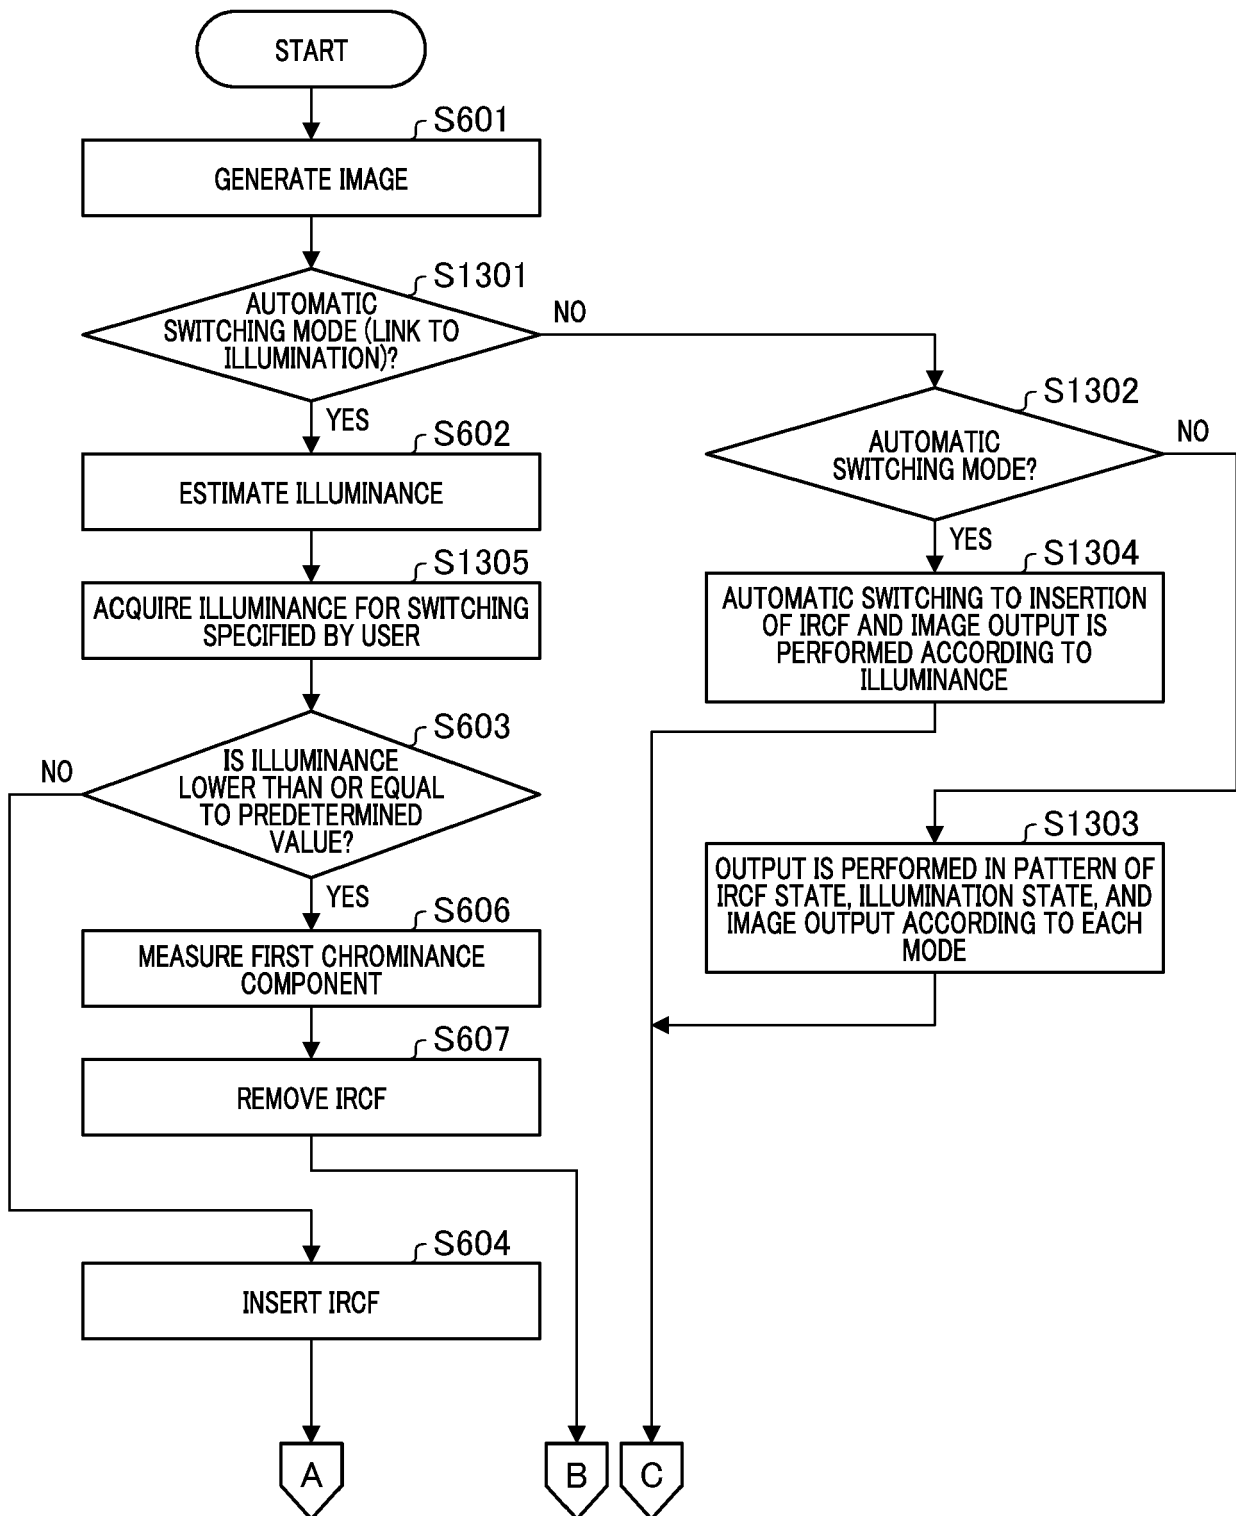 START
S601
GENERATE IMAGE
S1301
AUTOMATIC
SWITCHING MODE (LINK TO
ILLUMINATION)?
NO
YES
S602
ESTIMATE ILLUMINANCE
S1305
ACQUIRE ILLUMINANCE FOR SWITCHING
SPECIFIED BY USER
S603
IS ILLUMINANCE
LOWER THAN OR EQUAL
TO PREDETERMINED
VALUE?
NO
YES
S606
MEASURE FIRST CHROMINANCE
COMPONENT
S607
REMOVE IRCF
S604
INSERT IRCF
S1302
AUTOMATIC
SWITCHING MODE?
NO
YES
S1304
AUTOMATIC SWITCHING TO INSERTION
OF IRCF AND IMAGE OUTPUT IS
PERFORMED ACCORDING TO
ILLUMINANCE
S1303
OUTPUT IS PERFORMED IN PATTERN OF
IRCF STATE, ILLUMINATION STATE, AND
IMAGE OUTPUT ACCORDING TO EACH
MODE
A
B
C